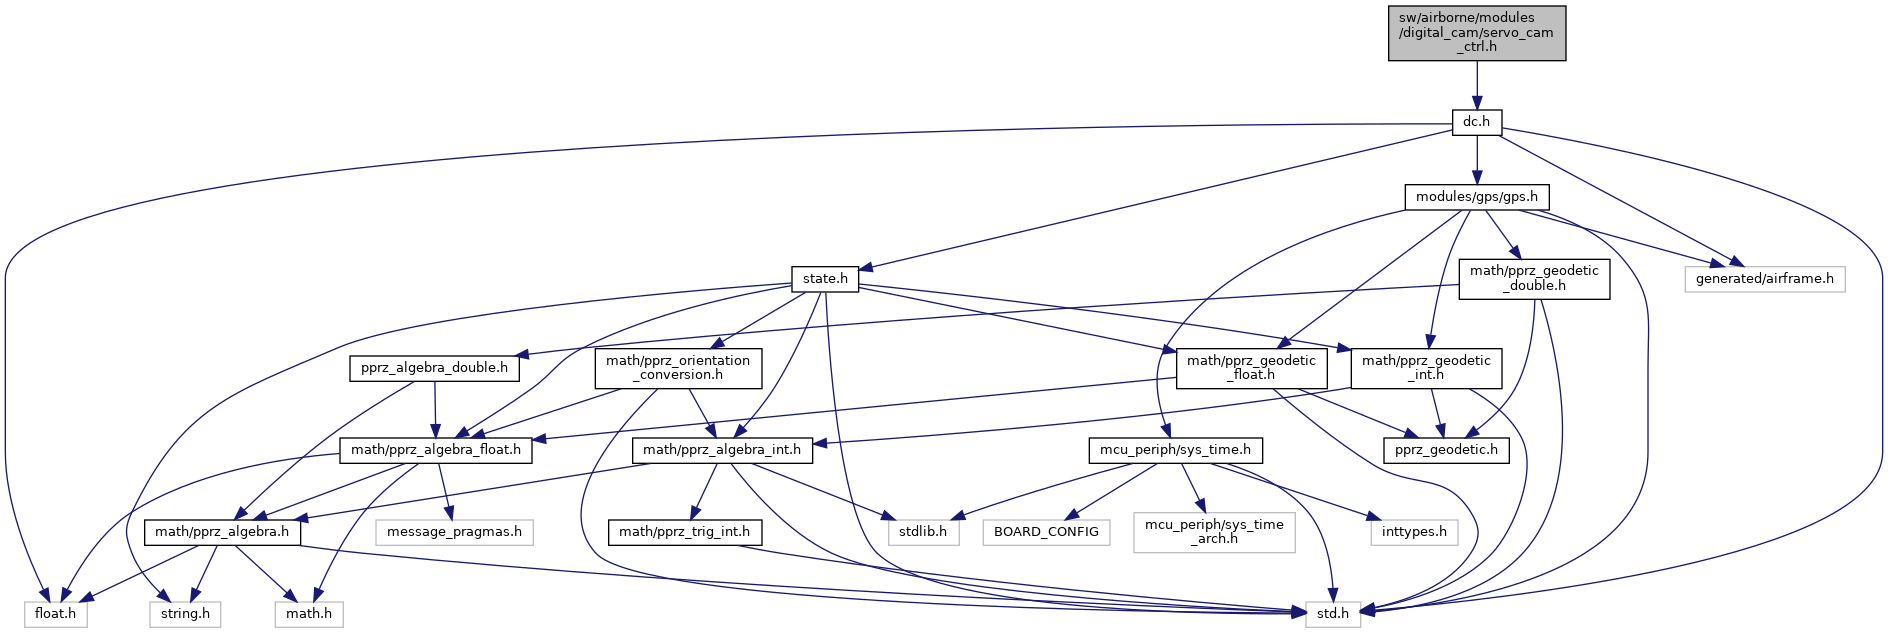 sw/airborne/modules
/digital_cam/servo_cam
_ctrl.h
dc.h
modules/gps/gps.h
state.h
math/pprz_geodetic
_double.h
generated/airframe.h
pprz_algebra_double.h
math/pprz_orientation
_conversion.h
math/pprz_geodetic
_float.h
math/pprz_geodetic
_int.h
math/pprz_algebra_float.h
math/pprz_algebra_int.h
mcu_periph/sys_time.h
pprz_geodetic.h
math/pprz_algebra.h
message_pragmas.h
math/pprz_trig_int.h
stdlib.h
BOARD_CONFIG
mcu_periph/sys_time
_arch.h
inttypes.h
float.h
string.h
math.h
std.h